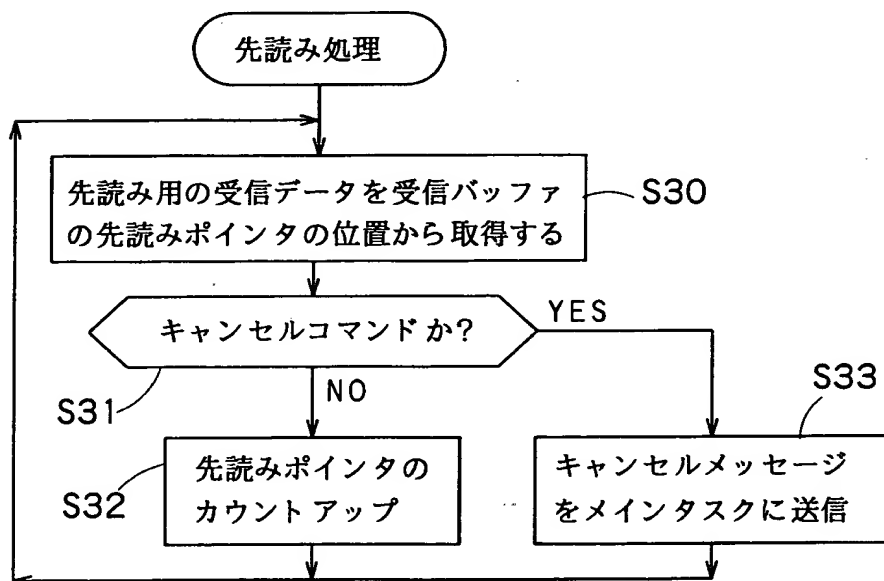 先読み処理
先読み用の受信データを受信バッファ
の先読みポインタの位置から取得する
S30
キャンセルコマンドか?
YES
S31
NO
S33
先読みポインタの
カウントアップ
S32
キャンセルメッセージ
をメインタスクに送信